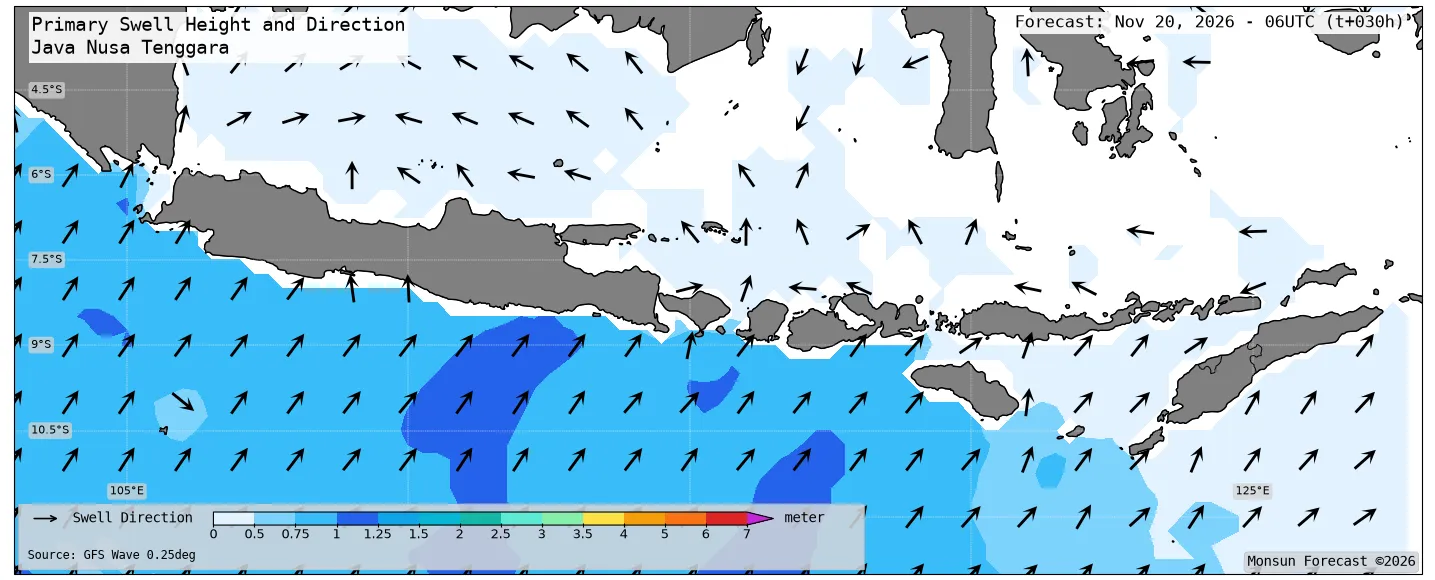 Primary Swell Height and Direction
Java Nusa Tenggara
Forecast: Nov 20, 2026 - 06UTC (t+030h)
4.5°S
6°S
7.5°S
9°S
10.5°S
105°E
125°E
Swell Direction
0 0.5 0.75 1 1.25 1.5 2 2.5 3 3.5 4 5 6 7
meter
Source: GFS Wave 0.25deg
Monsun Forecast ©2026